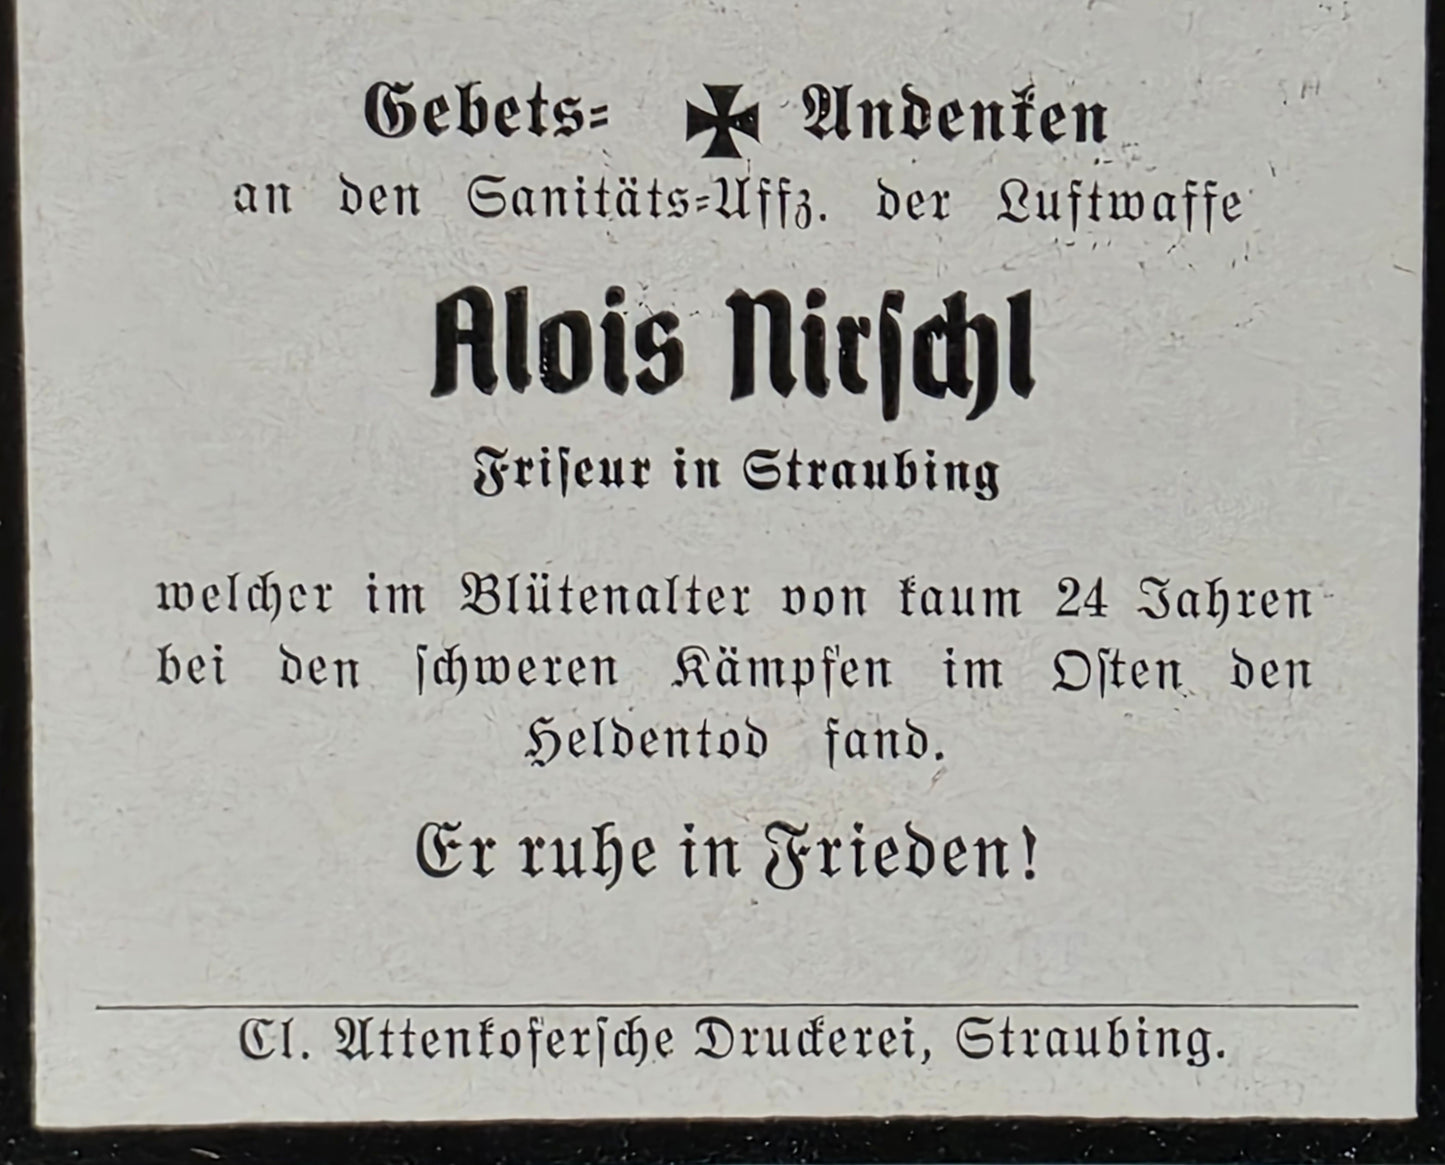 Gebets= Andenken
an den Sanitäts=Uffz. der Luftwaffe
Alois Nirſchl
Friſeur in Straubing
welcher im Blütenalter von kaum 24 Jahren
bei den ſchweren Kämpfen im Oſten den
Heldentod fand.
Er ruhe in Frieden!
Cl. Attenkoferſche Druckerei, Straubing.